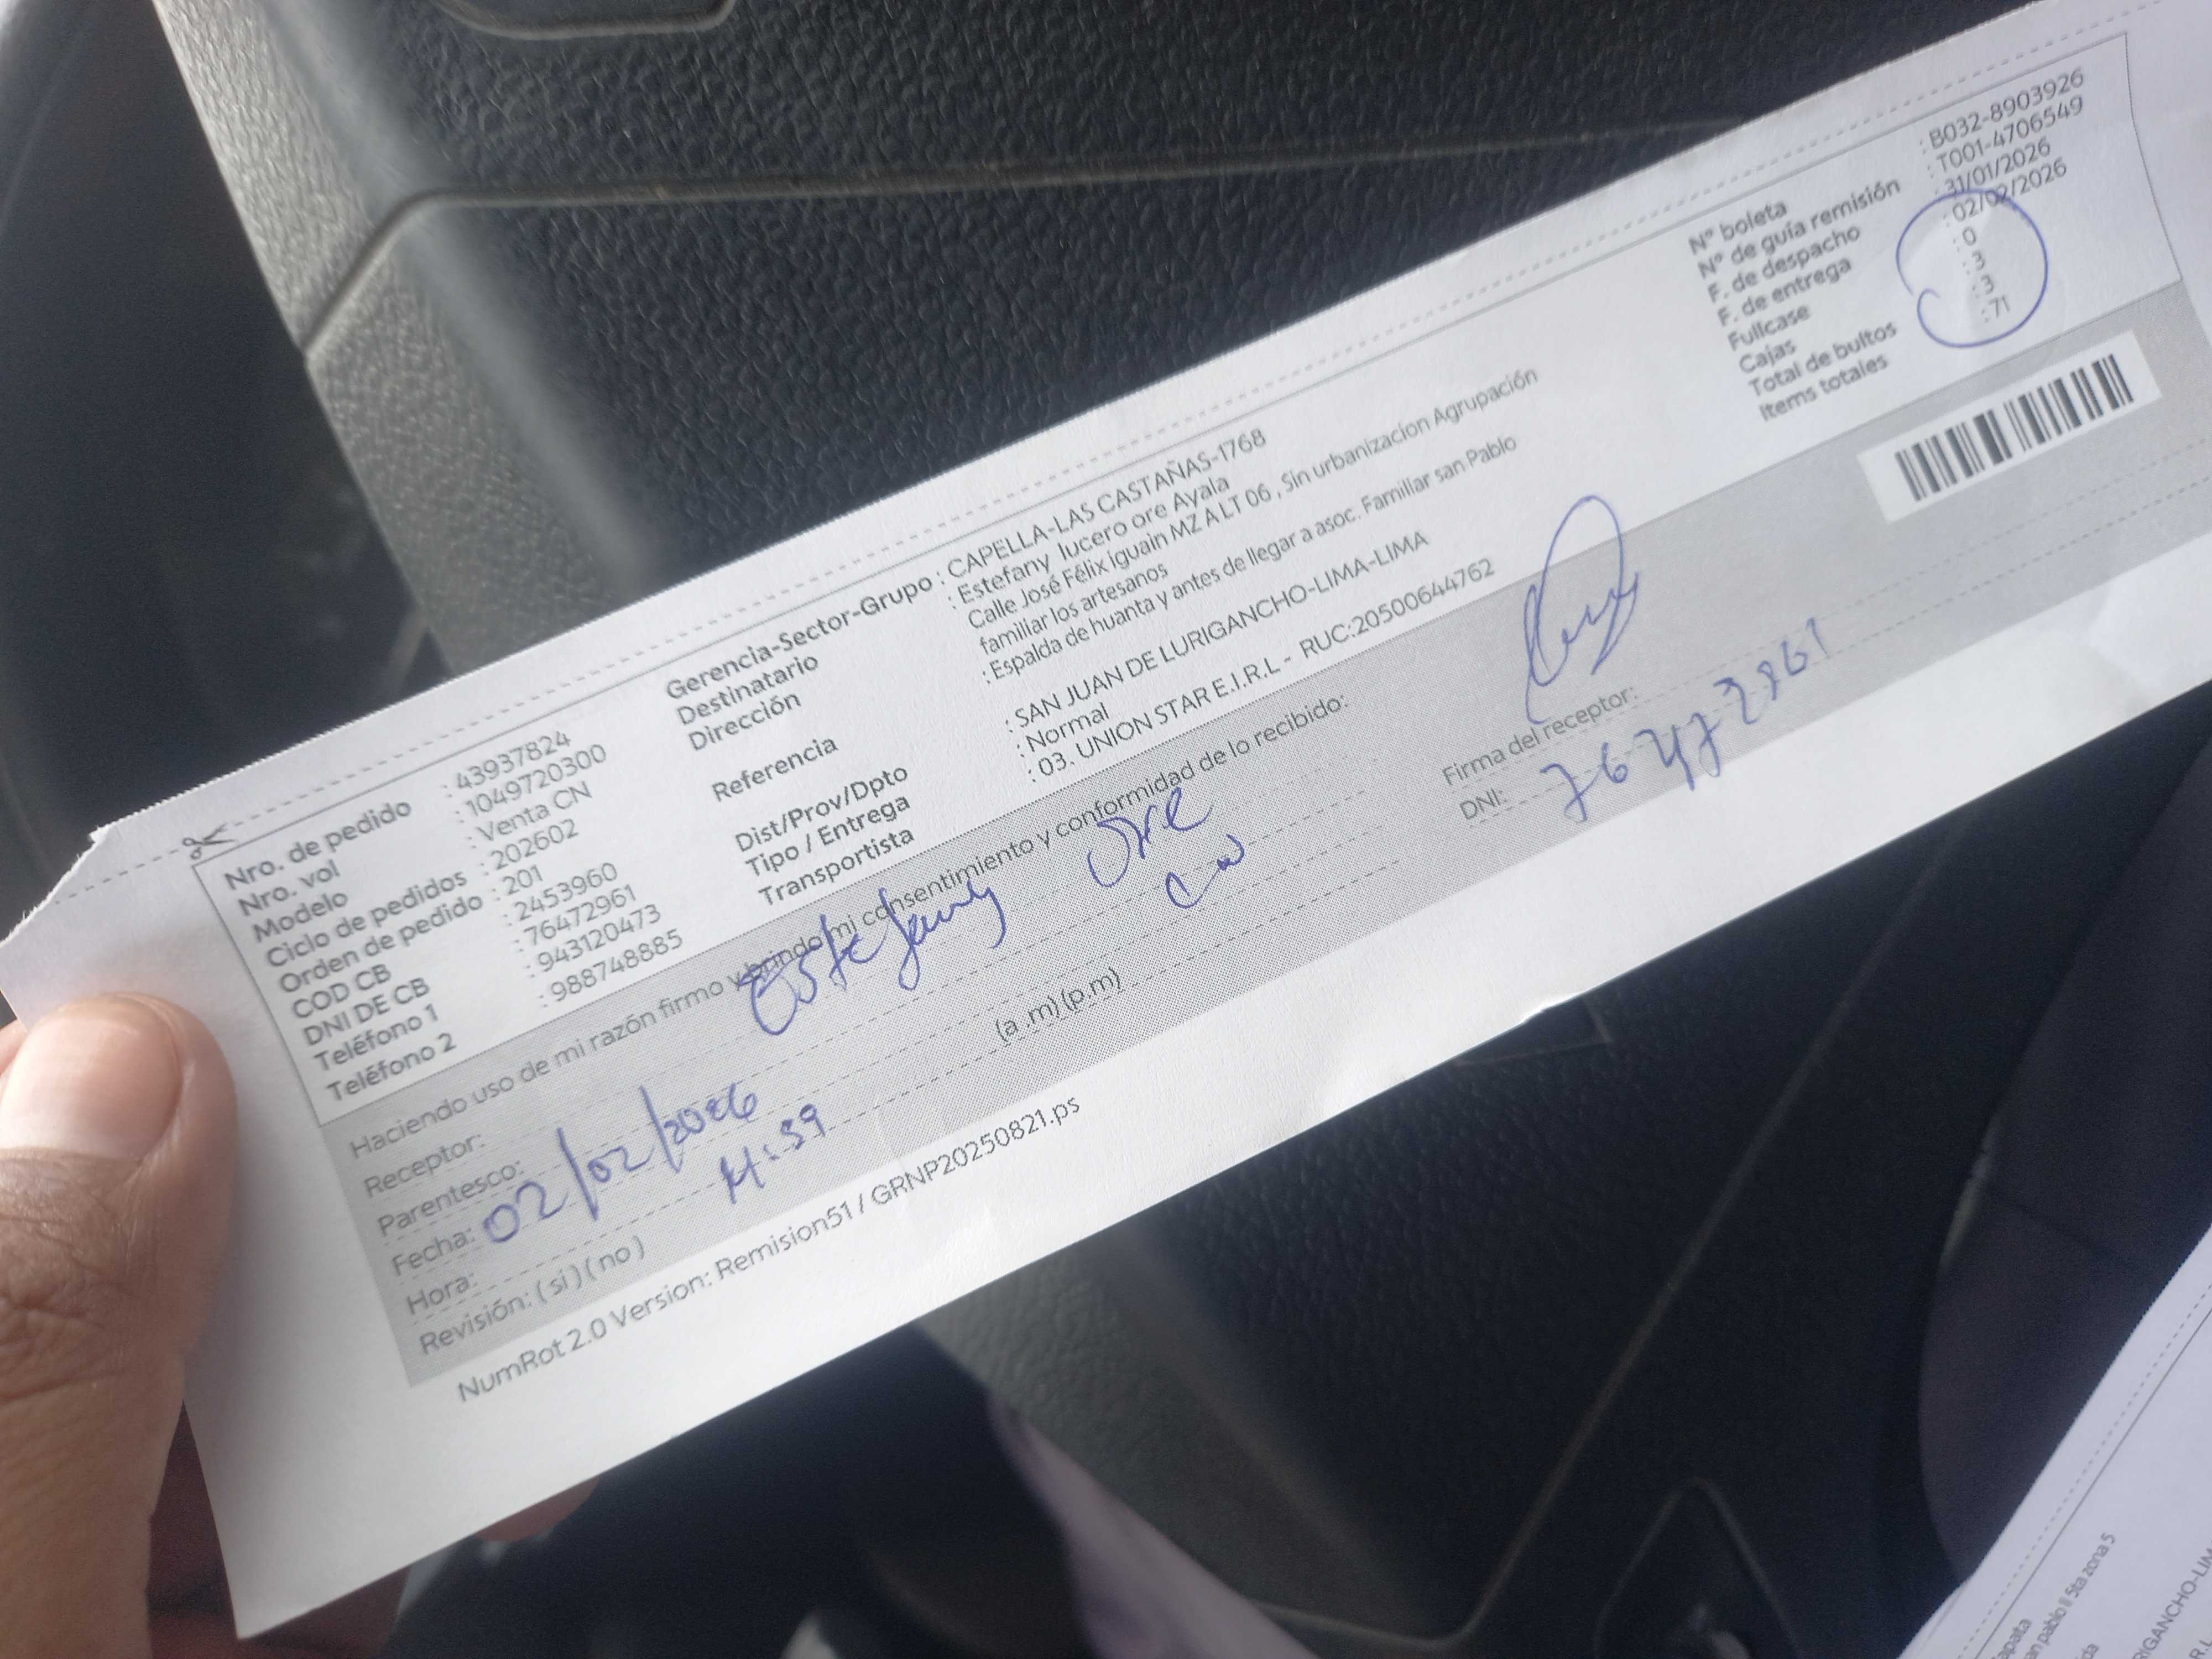 Nro. de pedido : 43937824
Nro. vol : 1049720300
Modelo : Venta CN
Ciclo de pedidos : 202602
Orden de pedido : 201
COD CB : 2453960
DNI DE CB : 76472961
Teléfono 1 : 943120473
Teléfono 2 : 988748885
Gerencia-Sector-Grupo : CAPELLA-LAS CASTAÑAS-1768
Destinatario : Estefany lucero ore Ayala
Dirección Calle José Félix iguain MZ A LT 06 , Sin urbanizacion Agrupación
familiar los artesanos
Referencia : Espalda de huanta y antes de llegar a asoc. Familiar san Pablo
Dist/Prov/Dpto : SAN JUAN DE LURIGANCHO-LIMA-LIMA
Tipo / Entrega : Normal
Transportista : 03. UNION STAR E.I.R.L - RUC:20500644762
N° boleta : B032-8903926
N° de guía remisión : T001-4706549
F. de despacho : 31/01/2026
F. de entrega : 02/02/2026
Fullcase : 0
Cajas : 3
Total de bultos : 3
Items totales : 71
Haciendo uso de mi razón firmo y brindo mi consentimiento y conformidad de lo recibido:
Receptor: Estefany Ore
Parentesco:
Fecha: 02/02/2026
Hora: (a .m) (p.m)
Revisión: ( si ) ( no )
Firma del receptor:
DNI:
NumRot 2.0 Version: Remision51 / GRNP20250821.ps
san pablo II 5ta zona 5